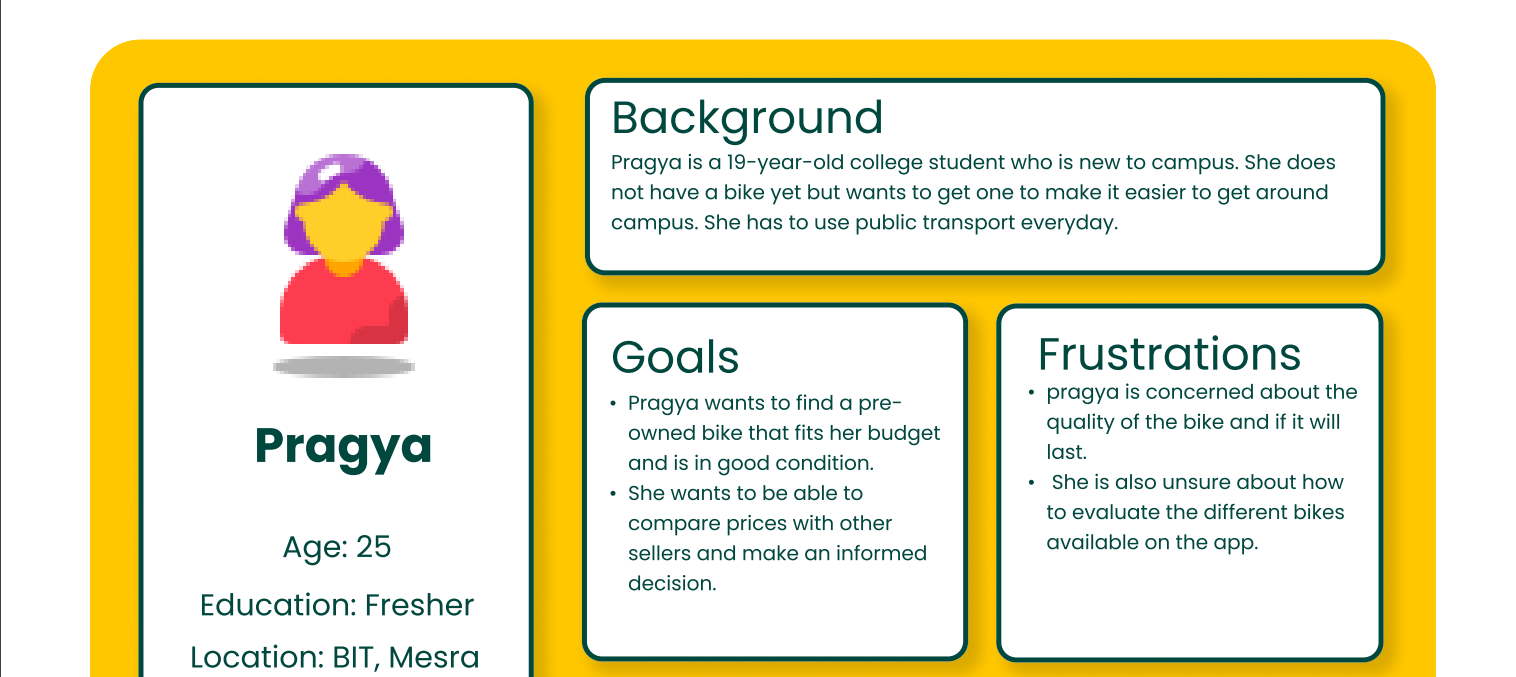 Pragya
Age: 25
Education: Fresher
Location: BIT, Mesra
Background
Pragya is a 19-year-old college student who is new to campus. She does
not have a bike yet but wants to get one to make it easier to get around
campus. She has to use public transport everyday.
Goals
• Pragya wants to find a pre-
owned bike that fits her budget
and is in good condition.
• She wants to be able to
compare prices with other
sellers and make an informed
decision.
Frustrations
• pragya is concerned about the
quality of the bike and if it will
last.
• She is also unsure about how
to evaluate the different bikes
available on the app.